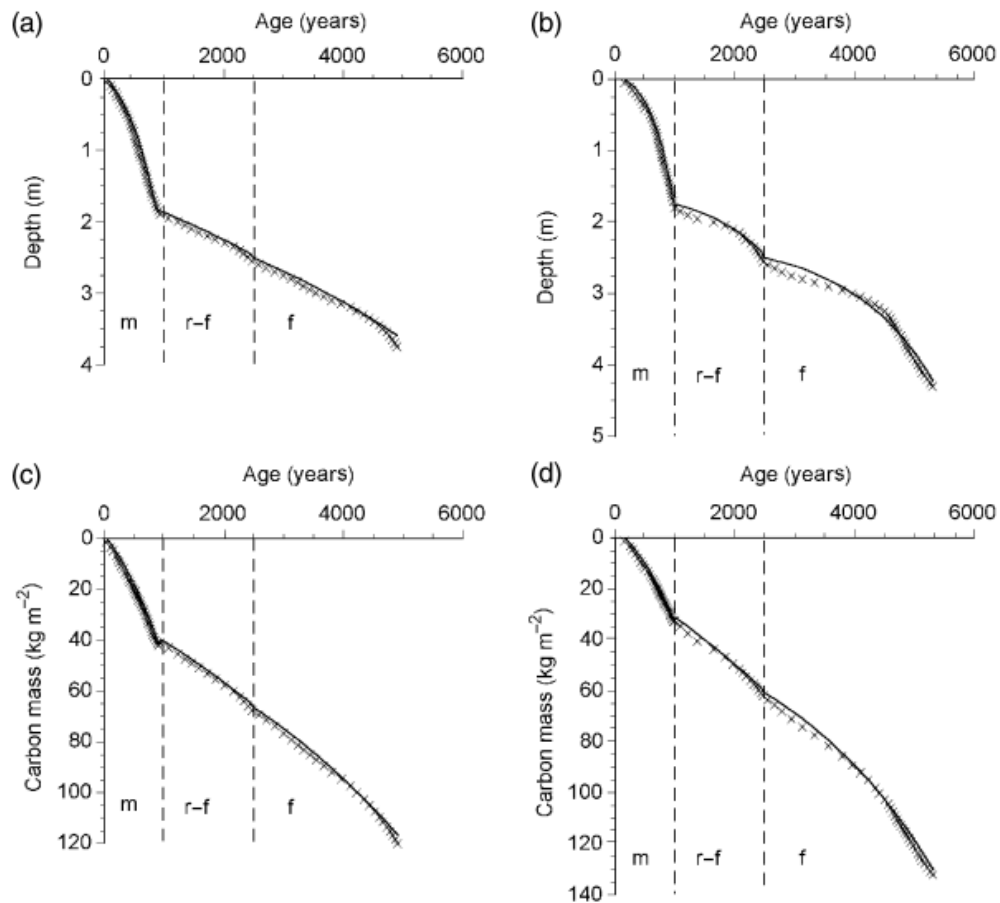 (a)
Age (years)
0 2000 4000 6000
Depth (m)
0
1
2
3
4
m r–f f
(b)
Age (years)
0 2000 4000 6000
Depth (m)
0
1
2
3
4
5
m r–f f
(c)
Age (years)
0 2000 4000 6000
Carbon mass (kg m⁻²)
0
20
40
60
80
100
120
m r–f f
(d)
Age (years)
0 2000 4000 6000
Carbon mass (kg m⁻²)
0
20
40
60
80
100
120
140
m r–f f